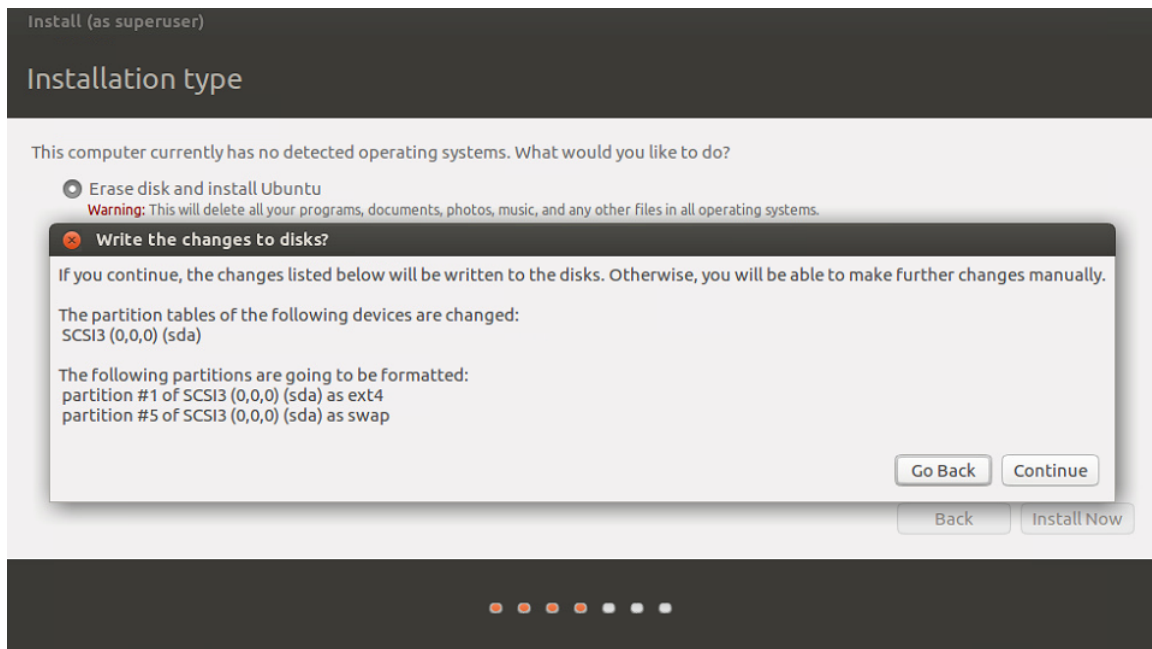 Install (as superuser)
Installation type
This computer currently has no detected operating systems. What would you like to do?
Erase disk and install Ubuntu
Warning: This will delete all your programs, documents, photos, music, and any other files in all operating systems.
Write the changes to disks?
If you continue, the changes listed below will be written to the disks. Otherwise, you will be able to make further changes manually.
The partition tables of the following devices are changed:
SCSI3 (0,0,0) (sda)
The following partitions are going to be formatted:
partition #1 of SCSI3 (0,0,0) (sda) as ext4
partition #5 of SCSI3 (0,0,0) (sda) as swap
Go Back Continue
Back Install Now